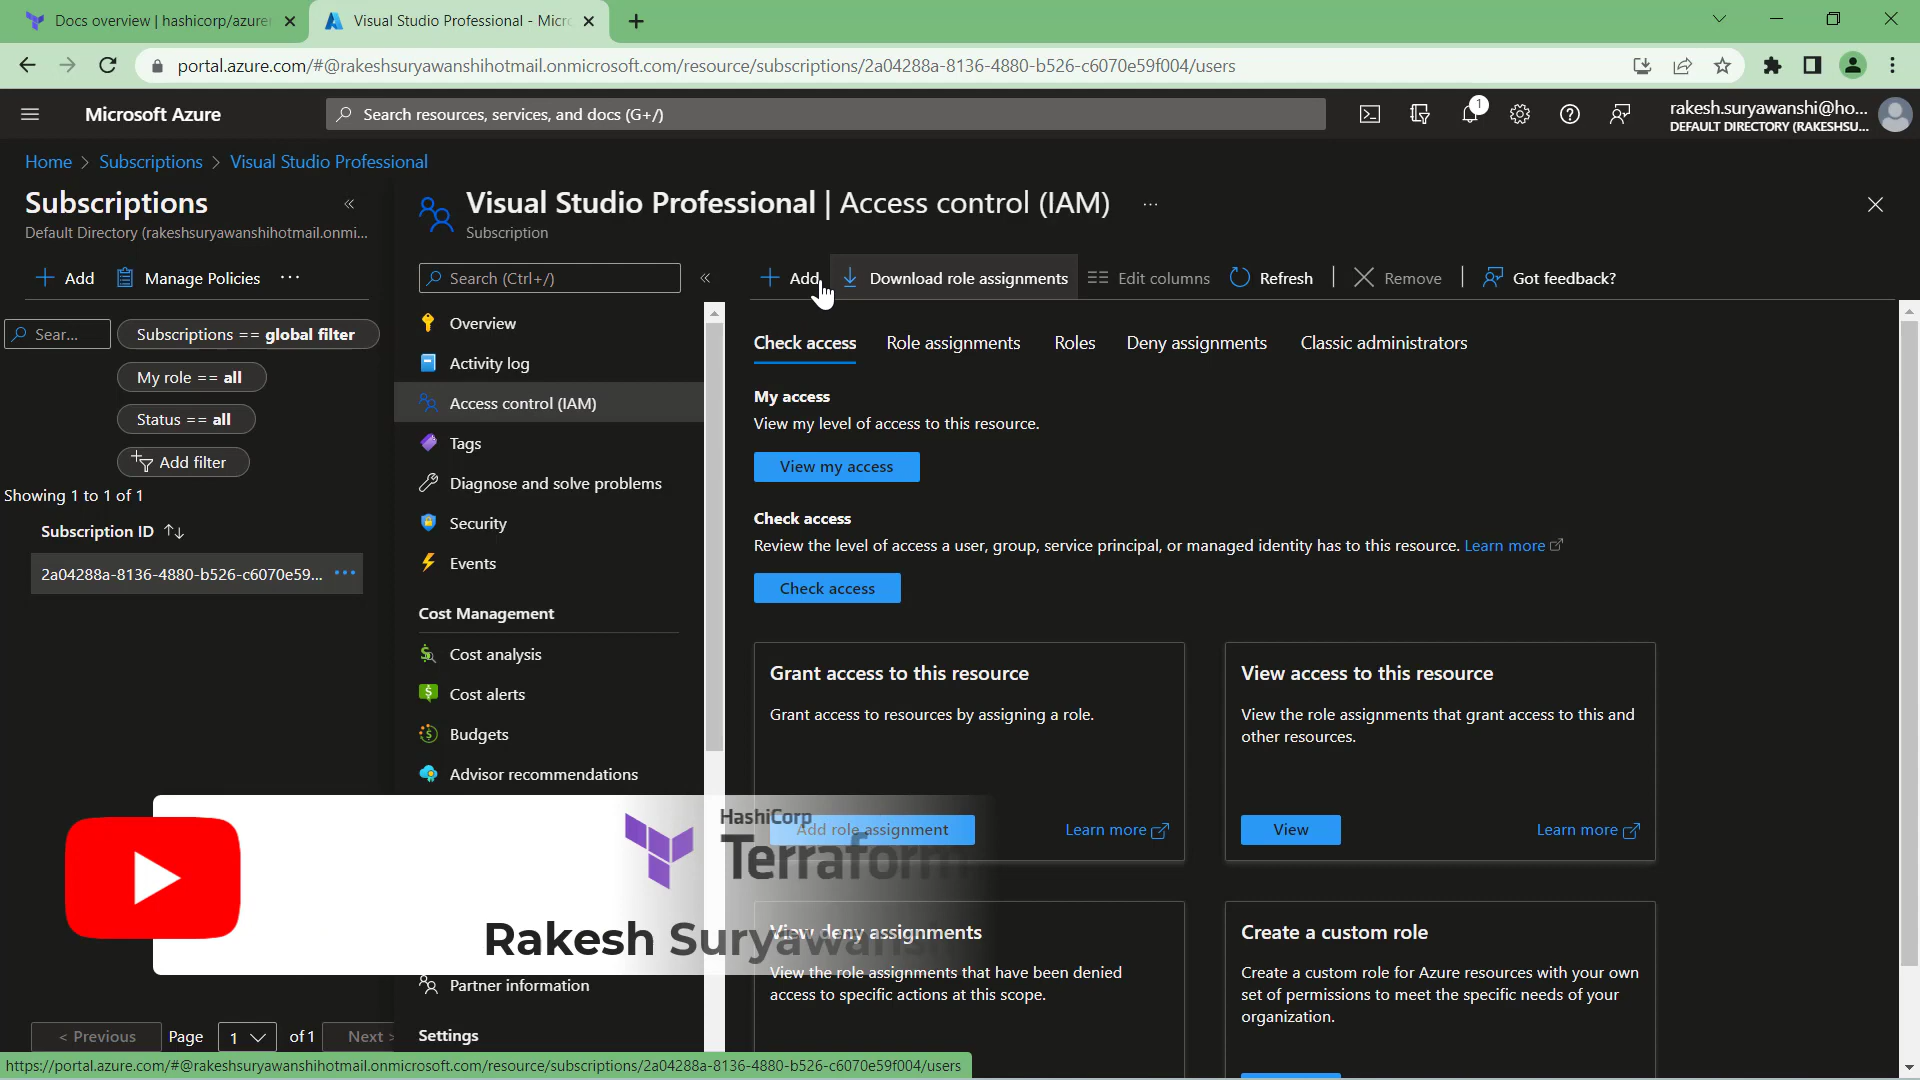 Docs overview | hashicorp/azurer
Visual Studio Professional - Micro
portal.azure.com/#@rakeshsuryawanshihotmail.onmicrosoft.com/resource/subscriptions/2a04288a-8136-4880-b526-c6070e59f004/users
Microsoft Azure
Search resources, services, and docs (G+/)
1
rakesh.suryawanshi@ho...
DEFAULT DIRECTORY (RAKESHSU...
Home > Subscriptions > Visual Studio Professional
Subscriptions
Default Directory (rakeshsuryawanshihotmail.onmi...
Add
Manage Policies
...
Sear...
Subscriptions == global filter
My role == all
Status == all
Add filter
Showing 1 to 1 of 1
Subscription ID
2a04288a-8136-4880-b526-c6070e59...
< Previous
Page
1
of 1
Next >
Visual Studio Professional | Access control (IAM)
...
Subscription
Search (Ctrl+/)
Overview
Activity log
Access control (IAM)
Tags
Diagnose and solve problems
Security
Events
Cost Management
Cost analysis
Cost alerts
Budgets
Advisor recommendations
Partner information
Settings
Add
Download role assignments
Edit columns
Refresh
Remove
Got feedback?
Check access
Role assignments
Roles
Deny assignments
Classic administrators
My access
View my level of access to this resource.
View my access
Check access
Review the level of access a user, group, service principal, or managed identity has to this resource. Learn more
Check access
Grant access to this resource
Grant access to resources by assigning a role.
Add role assignment
Learn more
View access to this resource
View the role assignments that grant access to this and
other resources.
View
Learn more
View deny assignments
View the role assignments that have been denied
access to specific actions at this scope.
Create a custom role
Create a custom role for Azure resources with your own
set of permissions to meet the specific needs of your
organization.
HashiCorp
Terraform
Rakesh Suryawans
https://portal.azure.com/#@rakeshsuryawanshihotmail.onmicrosoft.com/resource/subscriptions/2a04288a-8136-4880-b526-c6070e59f004/users